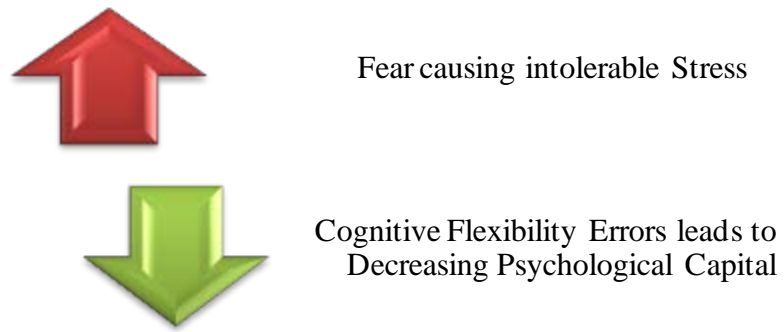 Fear causing intolerable Stress
Cognitive Flexibility Errors leads to
Decreasing Psychological Capital